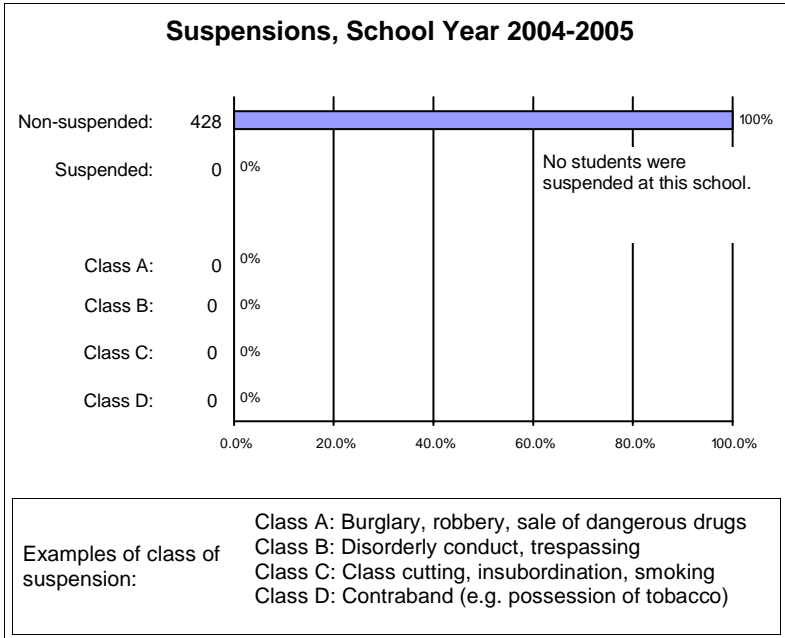 Suspensions, School Year 2004-2005
Non-suspended: 428 100%
Suspended: 0 0%
No students were
suspended at this school.
Class A: 0 0%
Class B: 0 0%
Class C: 0 0%
Class D: 0 0%
0.0% 20.0% 40.0% 60.0% 80.0% 100.0%
Examples of class of
suspension:
Class A: Burglary, robbery, sale of dangerous drugs
Class B: Disorderly conduct, trespassing
Class C: Class cutting, insubordination, smoking
Class D: Contraband (e.g. possession of tobacco)